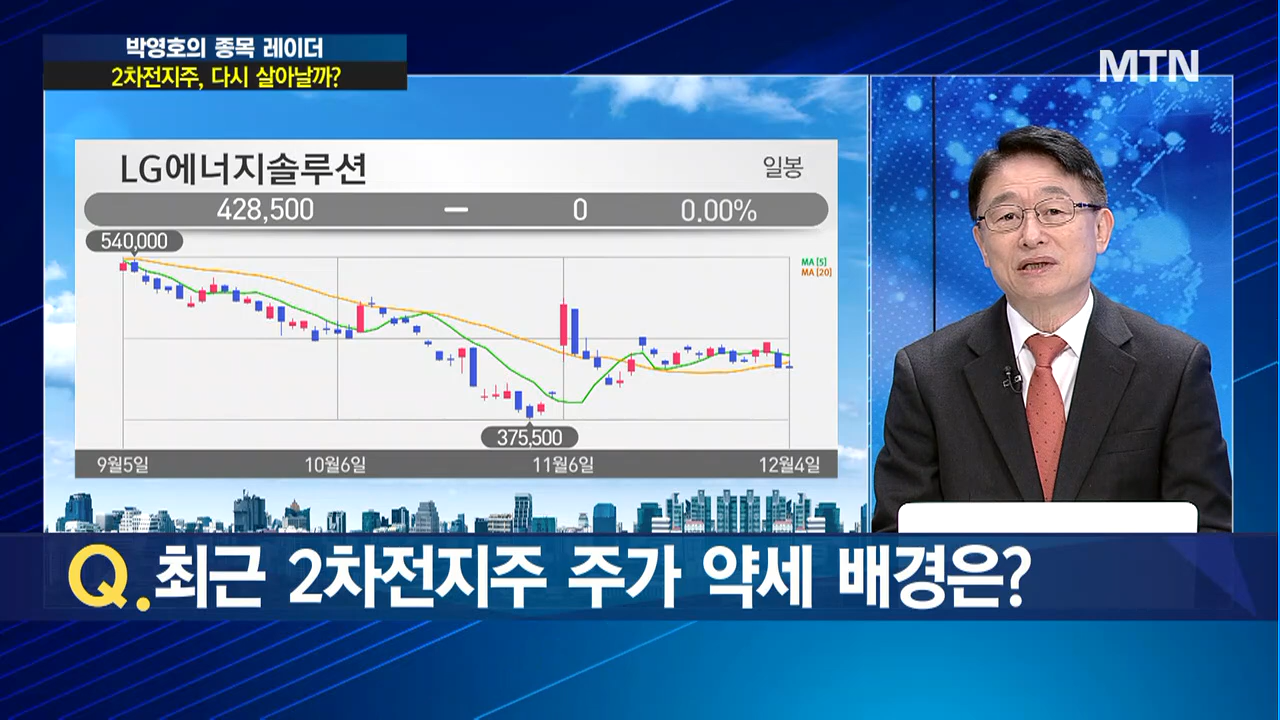 박영호의 종목 레이더
2차전지주, 다시 살아날까?
MTN
LG에너지솔루션
일봉
428,500 – 0 0.00%
540,000
MA [5]
MA [20]
375,500
9월5일 10월6일 11월6일 12월4일
Q.최근 2차전지주 주가 약세 배경은?